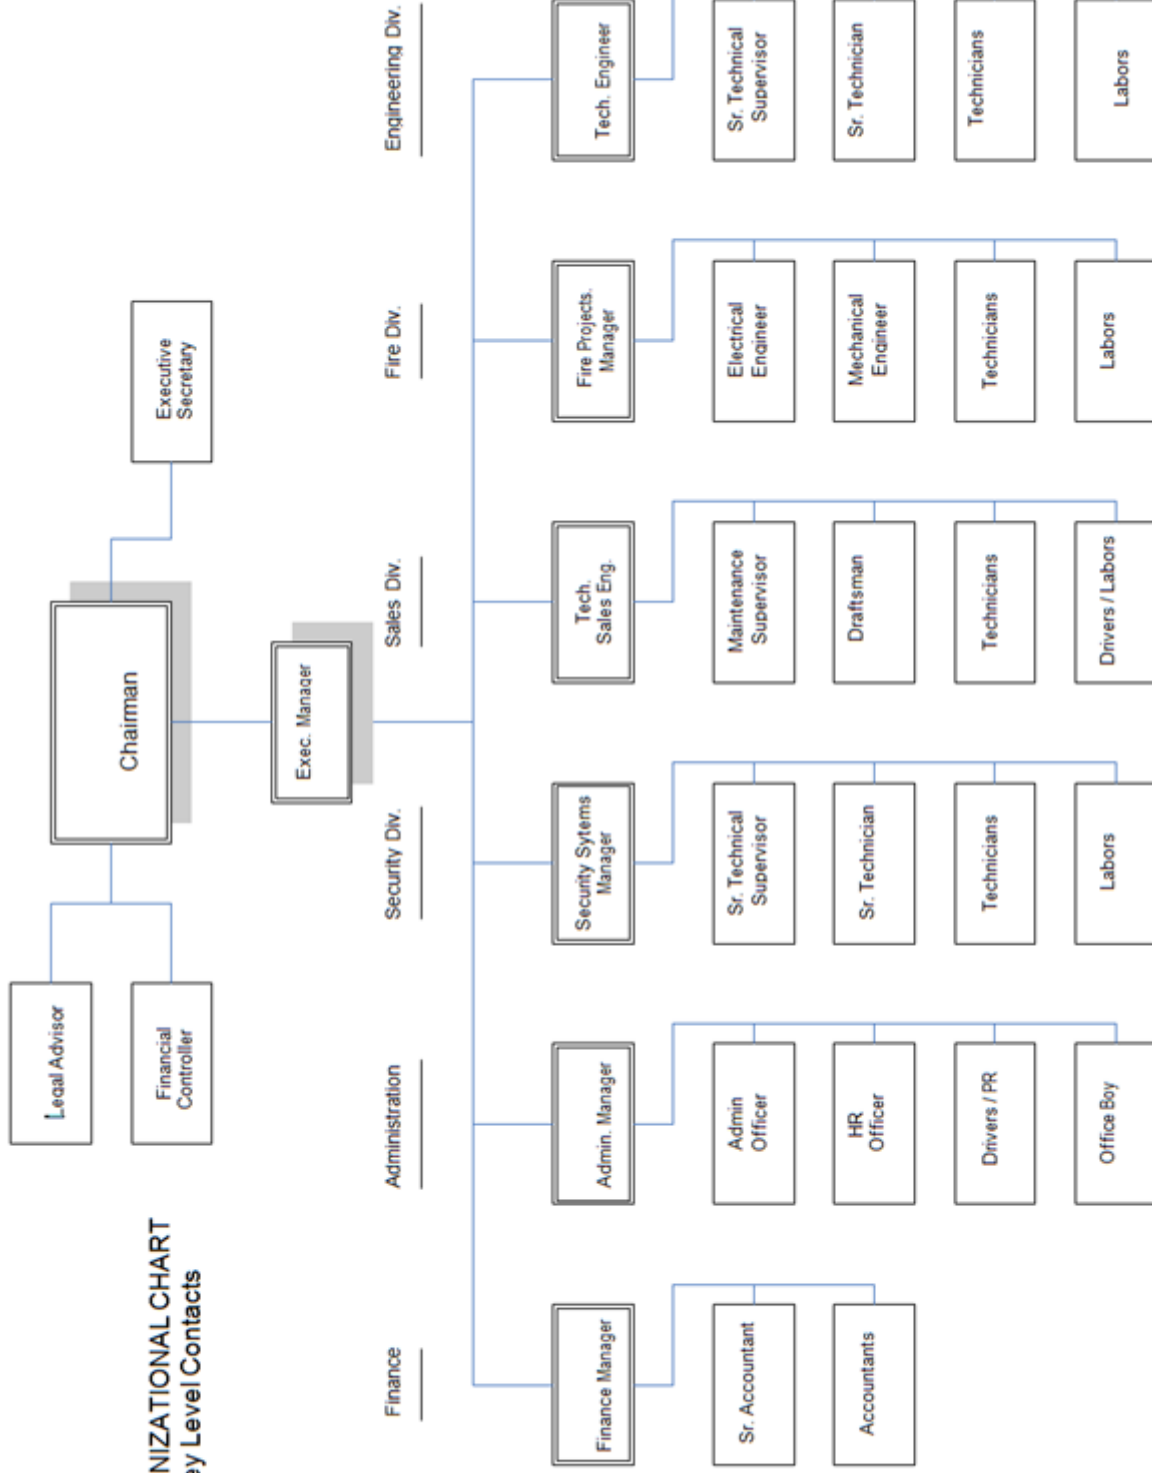 NIZATIONAL CHART
ey Level Contacts
Legal Advisor
Financial
Controller
Chairman
Executive
Secretary
Exec. Manager
Finance
Administration
Security Div.
Sales Div.
Fire Div.
Engineering Div.
Finance Manager
Admin. Manager
Security Sytems
Manager
Tech.
Sales Eng.
Fire Projects.
Manager
Tech. Engineer
Sr. Accountant
Admin
Officer
Sr. Technical
Supervisor
Maintenance
Supervisor
Electrical
Engineer
Sr. Technical
Supervisor
Accountants
HR
Officer
Sr. Technician
Draftsman
Mechanical
Engineer
Sr. Technician
Drivers / PR
Technicians
Technicians
Technicians
Technicians
Office Boy
Labors
Drivers / Labors
Labors
Labors